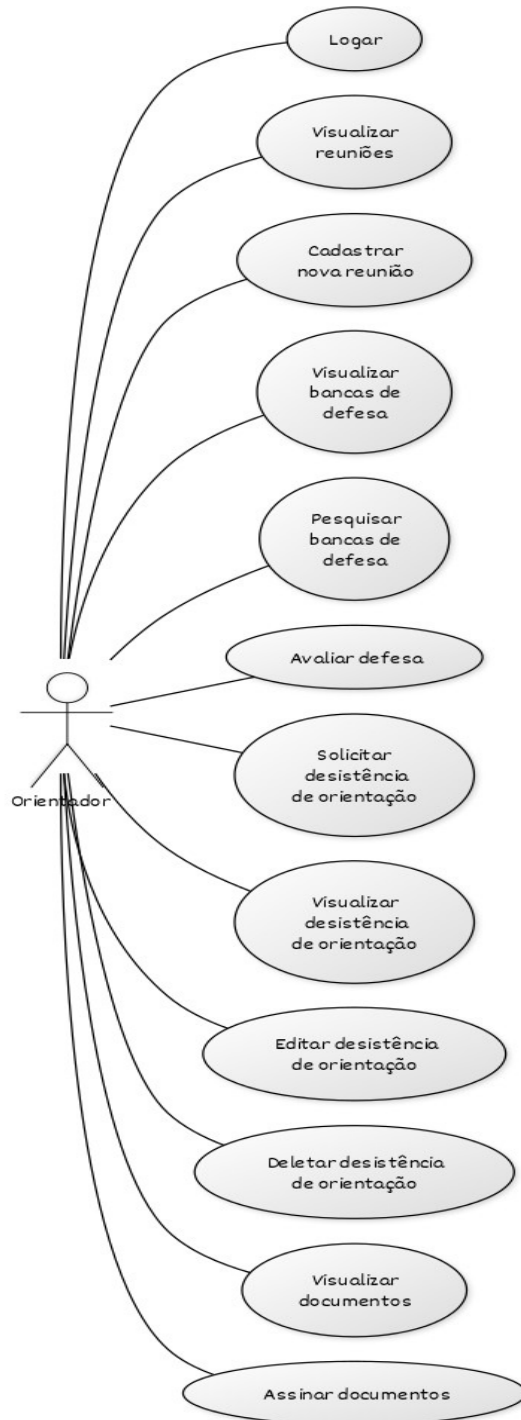 Logar
Visualizar
reuniões
Cadastrar
nova reunião
Visualizar
bancas de
defesa
Pesquisar
bancas de
defesa
Avaliar defesa
Solicitar
desistência
de orientação
Orientador
Visualizar
desistência
de orientação
Editar desistência
de orientação
Deletar desistência
de orientação
Visualizar
documentos
Assinar documentos